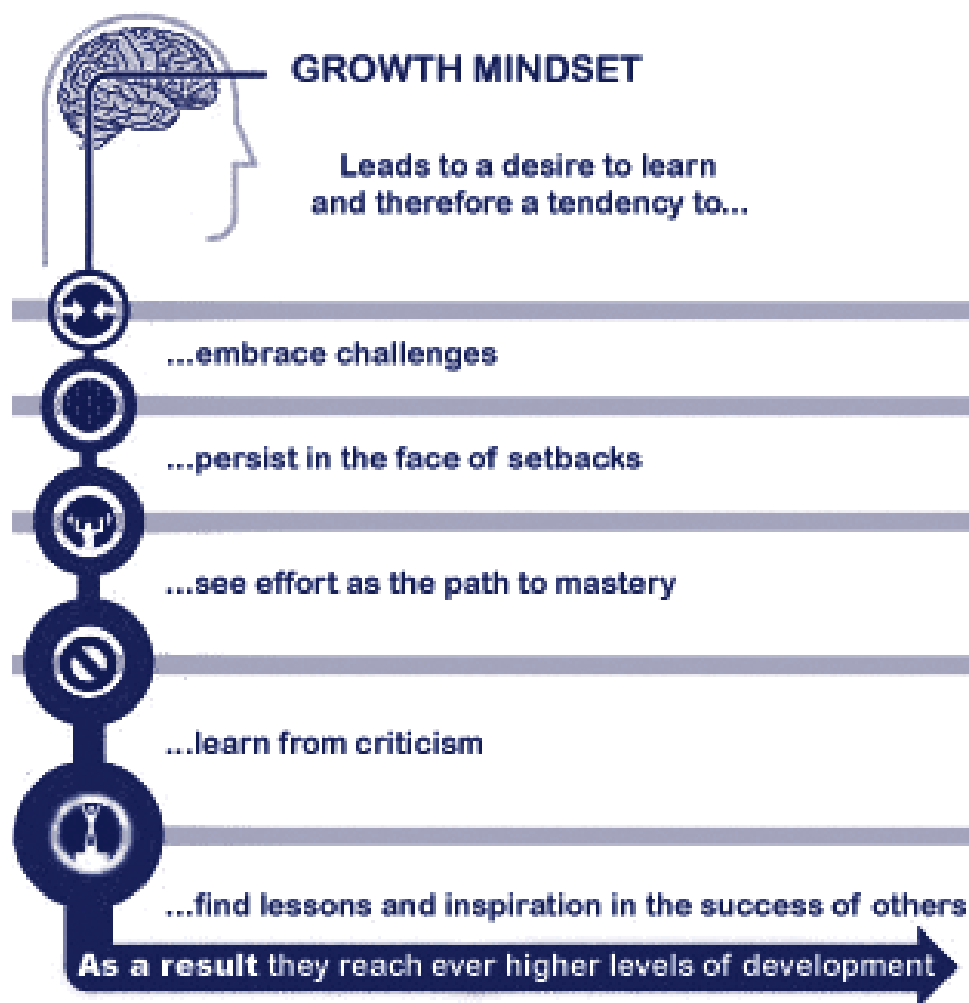 GROWTH MINDSET
Leads to a desire to learn
and therefore a tendency to...
...embrace challenges
...persist in the face of setbacks
...see effort as the path to mastery
...learn from criticism
...find lessons and inspiration in the success of others
As a result they reach ever higher levels of development